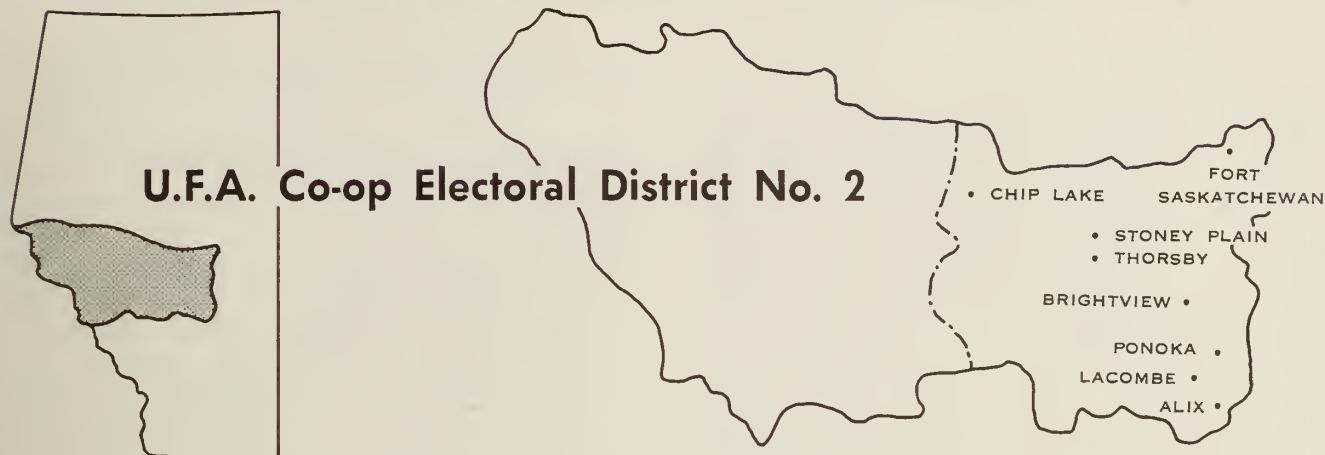 U.F.A. Co-op Electoral District No. 2
FORT
SASKATCHEWAN
• CHIP LAKE
• STONEY PLAIN
• THORSBY
BRIGHTVIEW •
PONOKA •
LACOMBE •
ALIX •